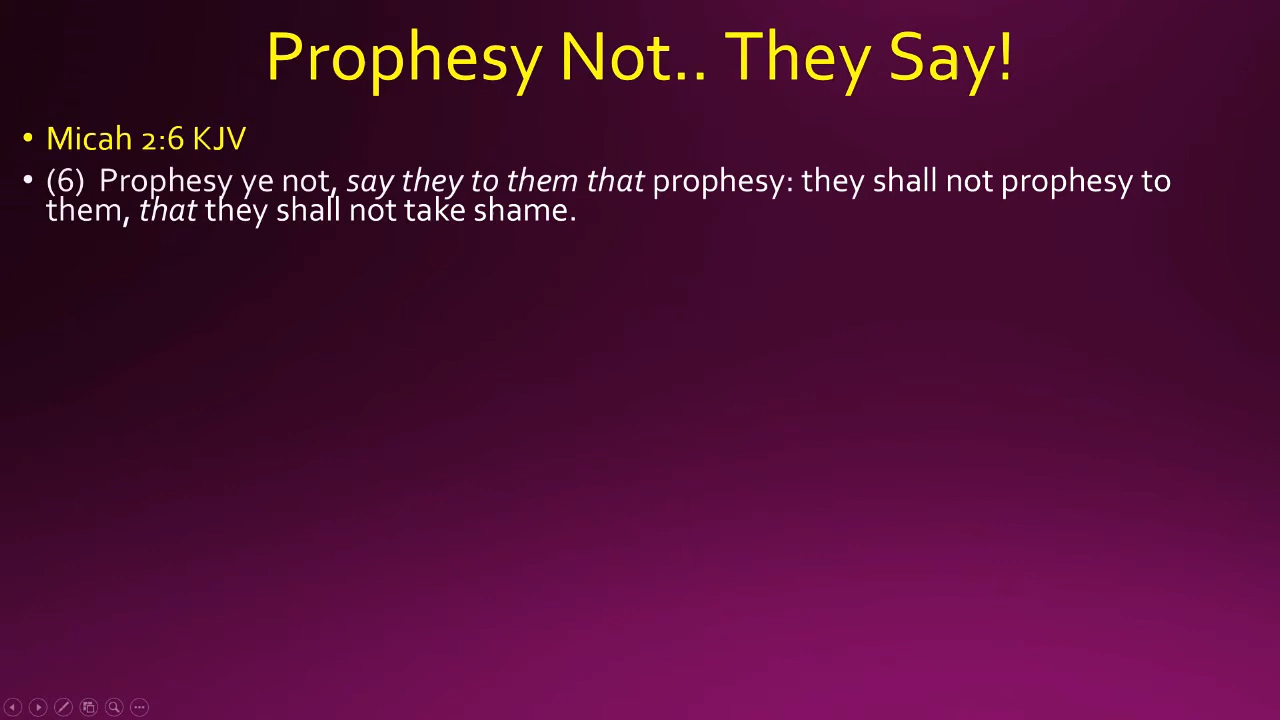 Prophesy Not.. They Say!
• Micah 2:6 KJV
• (6)  Prophesy ye not, say they to them that prophesy: they shall not prophesy to
them, that they shall not take shame.